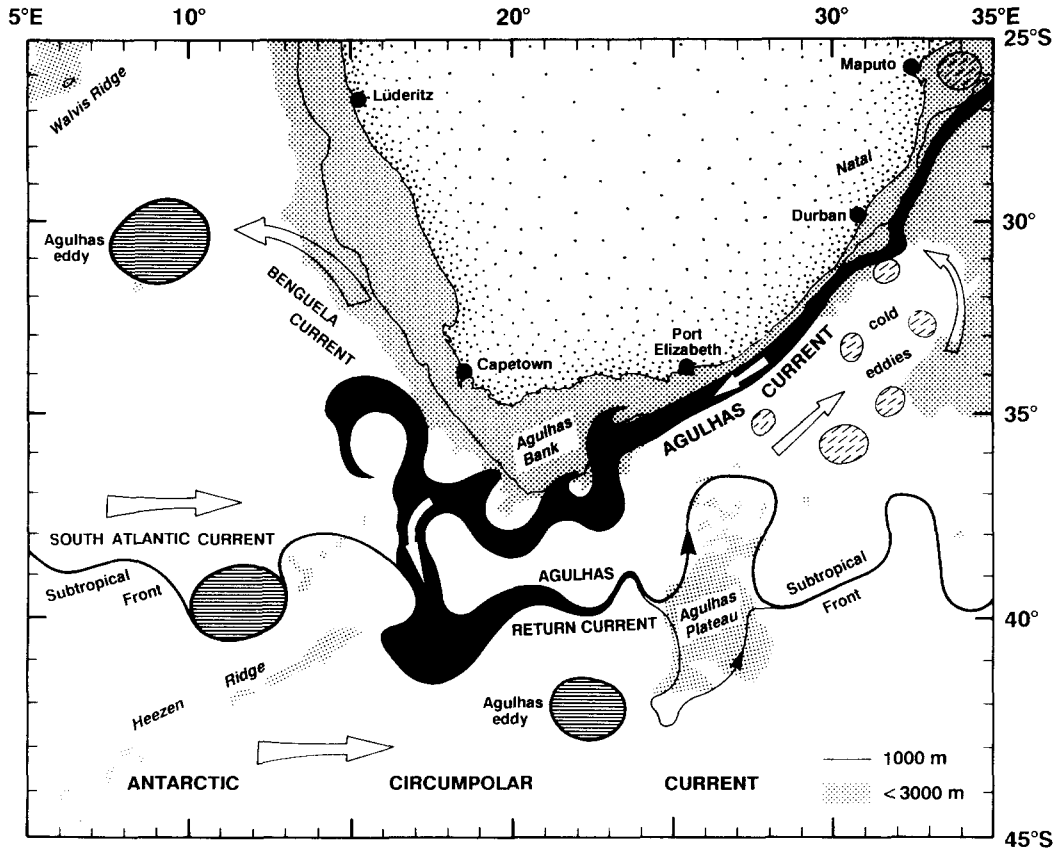 5°E 10° 20° 30° 35°E
25°S
Maputo
Walvis Ridge
Lüderitz
Natal
Durban
30°
Agulhas
eddy
BENGUELA
CURRENT
cold
eddies
Port
Elizabeth
Capetown
AGULHAS CURRENT
35°
Agulhas
Bank
SOUTH ATLANTIC CURRENT
Subtropical
Front
AGULHAS
RETURN CURRENT
Agulhas
Plateau
Subtropical
Front
40°
Heezen Ridge
Agulhas
eddy
1000 m
<3000 m
ANTARCTIC CIRCUMPOLAR CURRENT
45°S